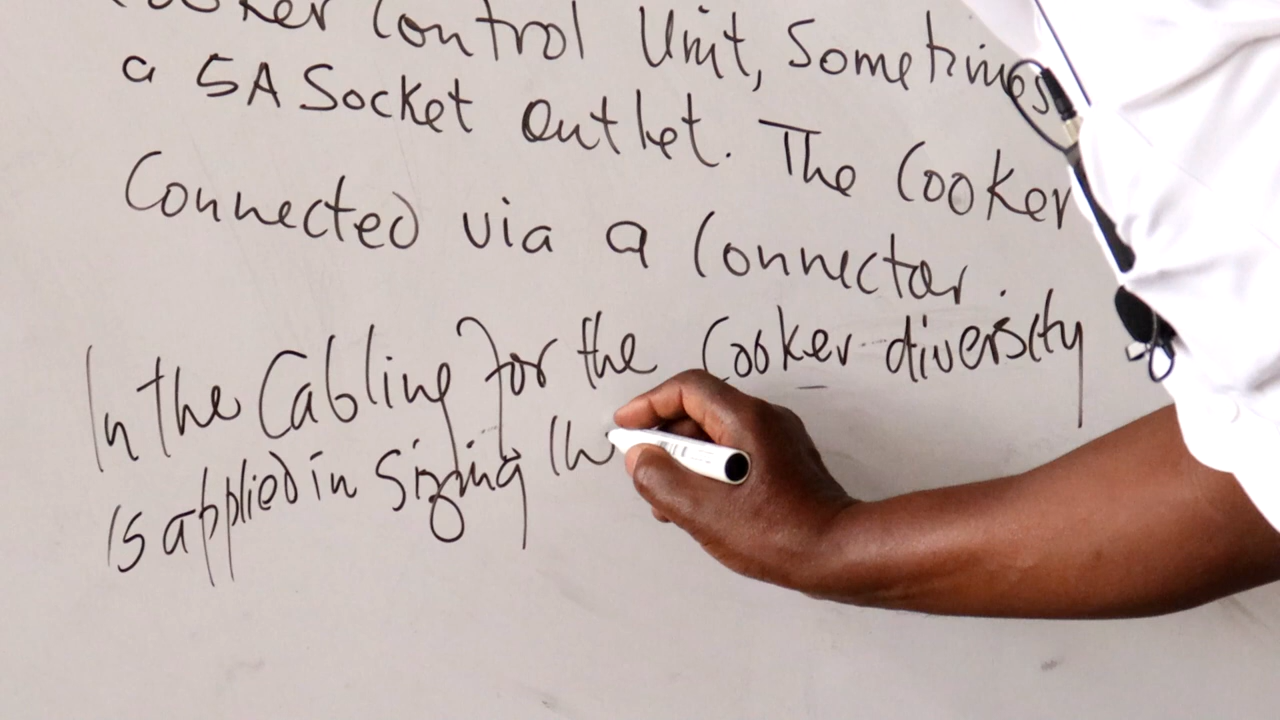 Cooker Control Unit, Sometimes
a 5A Socket Outlet. The Cooker
Connected via a Connector.
In the Cabling for the Cooker diversity
is applied in Sizing